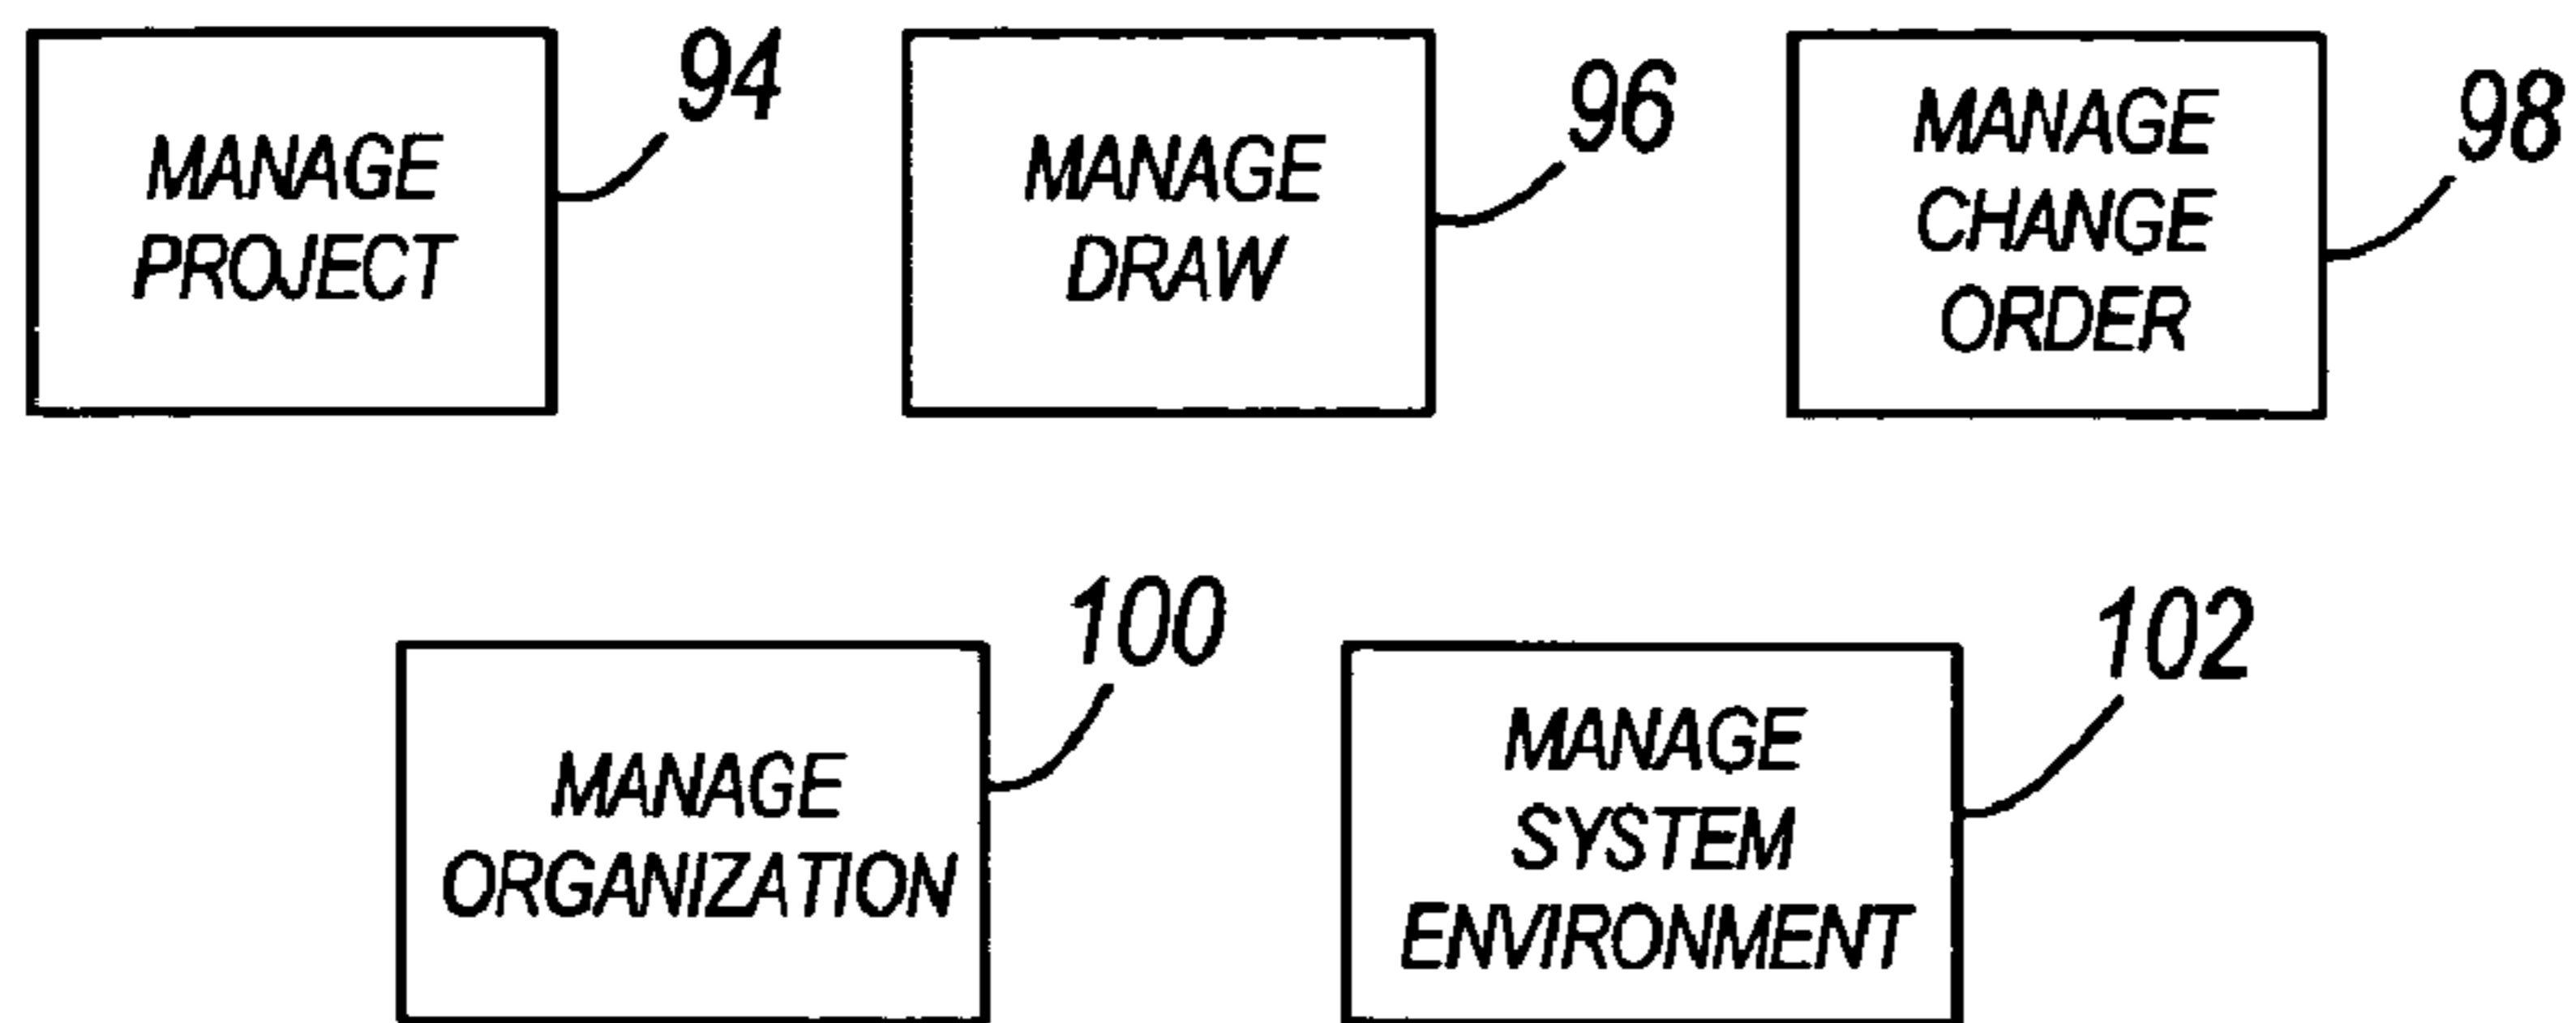 MANAGE
PROJECT
94
MANAGE
DRAW
96
MANAGE
CHANGE
ORDER
98
MANAGE
ORGANIZATION
100
MANAGE
SYSTEM
ENVIRONMENT
102